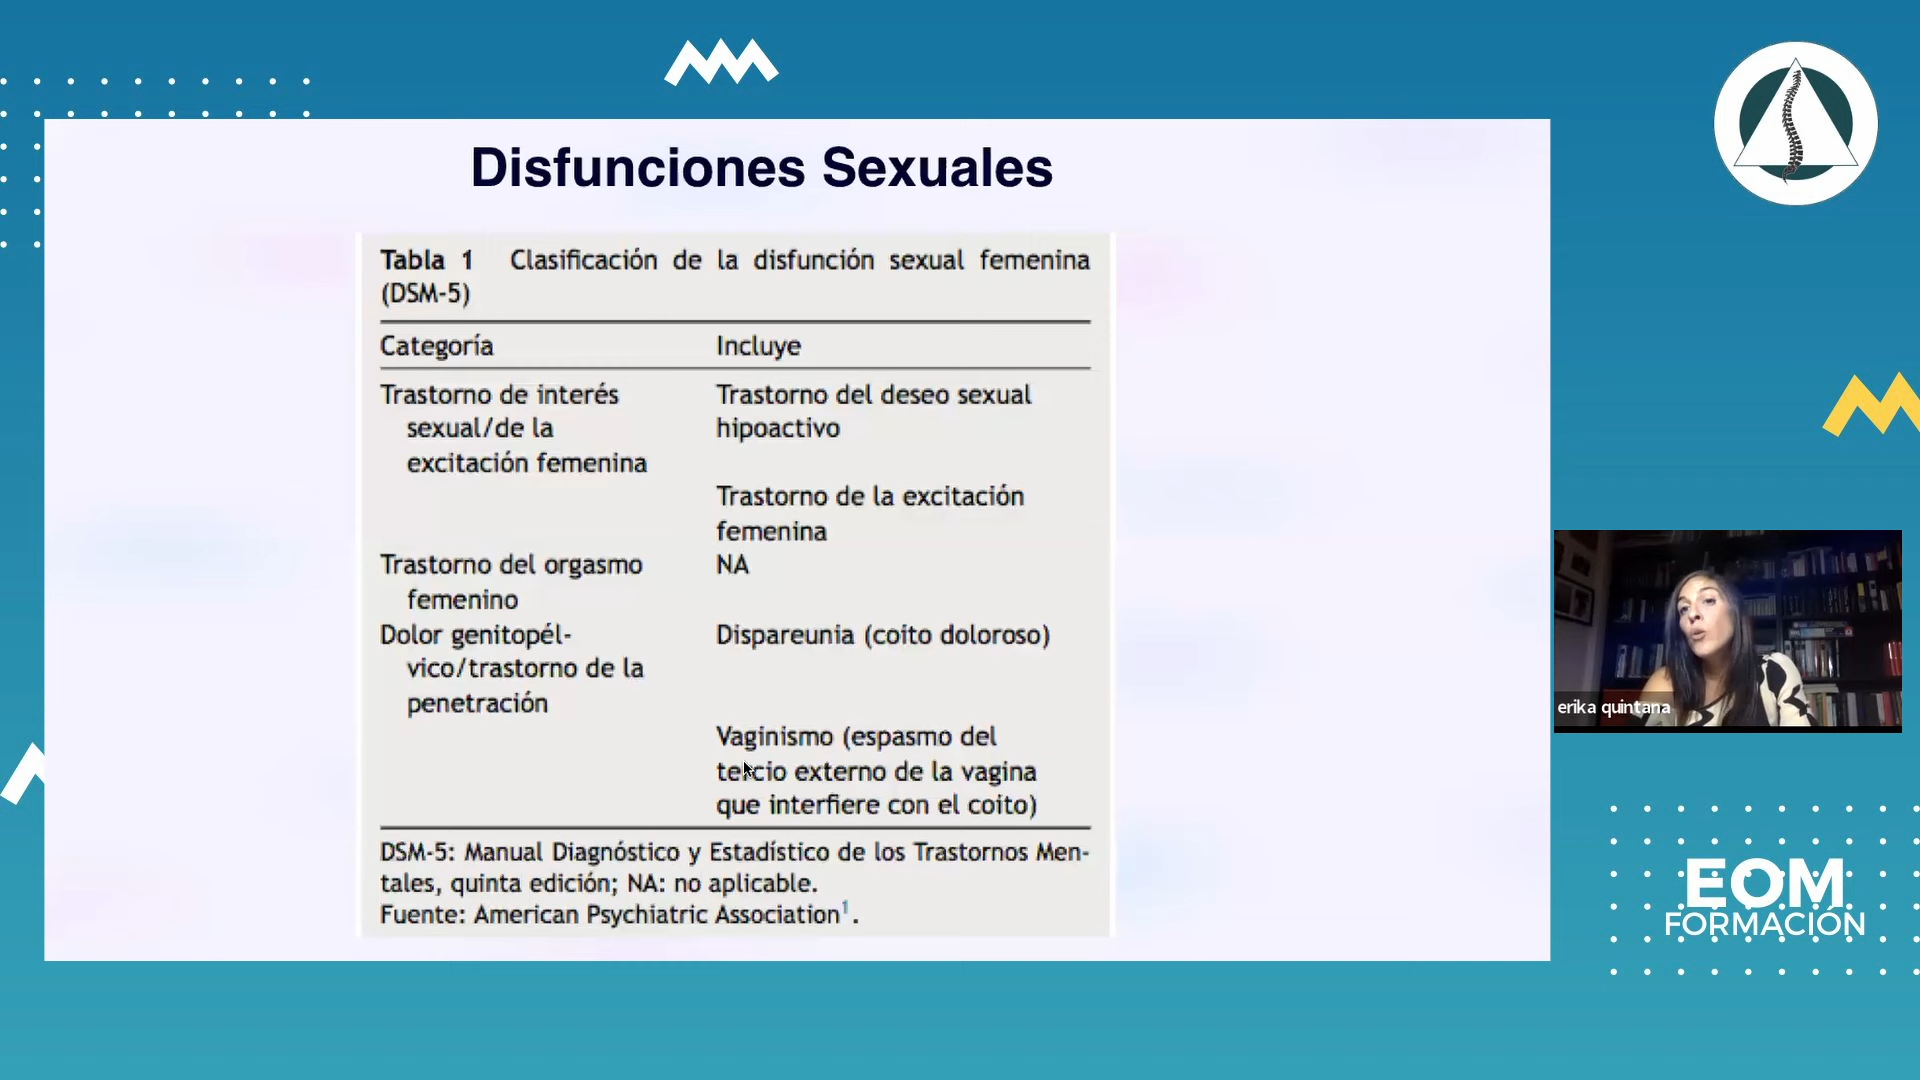 Disfunciones Sexuales
Tabla 1 Clasificación de la disfunción sexual femenina
(DSM-5)
Categoría Incluye
Trastorno de interés Trastorno del deseo sexual
sexual/de la hipoactivo
excitación femenina
Trastorno de la excitación
femenina
Trastorno del orgasmo NA
femenino
Dolor genitopél- Dispareunia (coito doloroso)
vico/trastorno de la
penetración
Vaginismo (espasmo del
tercio externo de la vagina
que interfiere con el coito)
DSM-5: Manual Diagnóstico y Estadístico de los Trastornos Men-
tales, quinta edición; NA: no aplicable.
Fuente: American Psychiatric Association¹.
erika quintana
EOM
FORMACIÓN